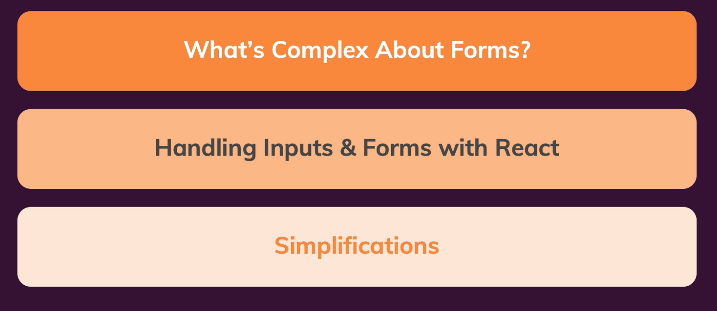 What's Complex About Forms?
Handling Inputs & Forms with React
Simplifications